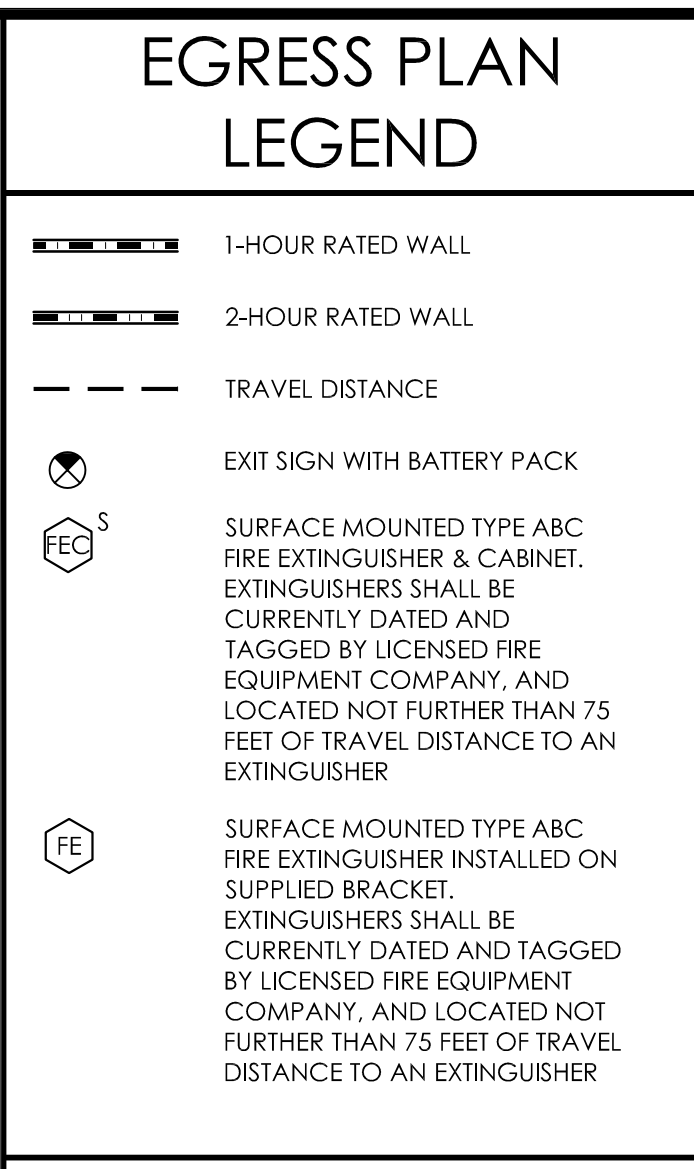 EGRESS PLAN
LEGEND
1-HOUR RATED WALL
2-HOUR RATED WALL
TRAVEL DISTANCE
EXIT SIGN WITH BATTERY PACK
FEC S
SURFACE MOUNTED TYPE ABC
FIRE EXTINGUISHER & CABINET.
EXTINGUISHERS SHALL BE
CURRENTLY DATED AND
TAGGED BY LICENSED FIRE
EQUIPMENT COMPANY, AND
LOCATED NOT FURTHER THAN 75
FEET OF TRAVEL DISTANCE TO AN
EXTINGUISHER
FE
SURFACE MOUNTED TYPE ABC
FIRE EXTINGUISHER INSTALLED ON
SUPPLIED BRACKET.
EXTINGUISHERS SHALL BE
CURRENTLY DATED AND TAGGED
BY LICENSED FIRE EQUIPMENT
COMPANY, AND LOCATED NOT
FURTHER THAN 75 FEET OF TRAVEL
DISTANCE TO AN EXTINGUISHER